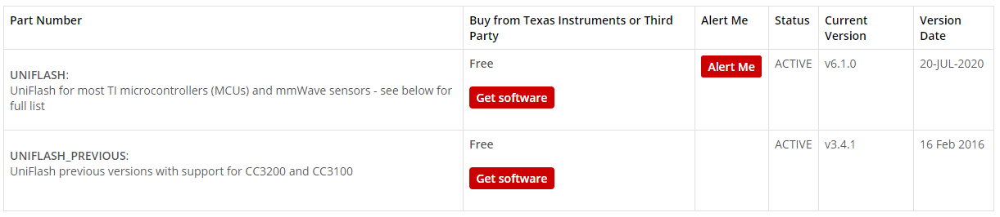 Part Number
Buy from Texas Instruments or Third
Party
Alert Me
Status
Current
Version
Version
Date
UNIFLASH:
UniFlash for most TI microcontrollers (MCUs) and mmWave sensors - see below for
full list
Free
Get software
Alert Me
ACTIVE
v6.1.0
20-JUL-2020
UNIFLASH_PREVIOUS:
UniFlash previous versions with support for CC3200 and CC3100
Free
Get software
ACTIVE
v3.4.1
16 Feb 2016